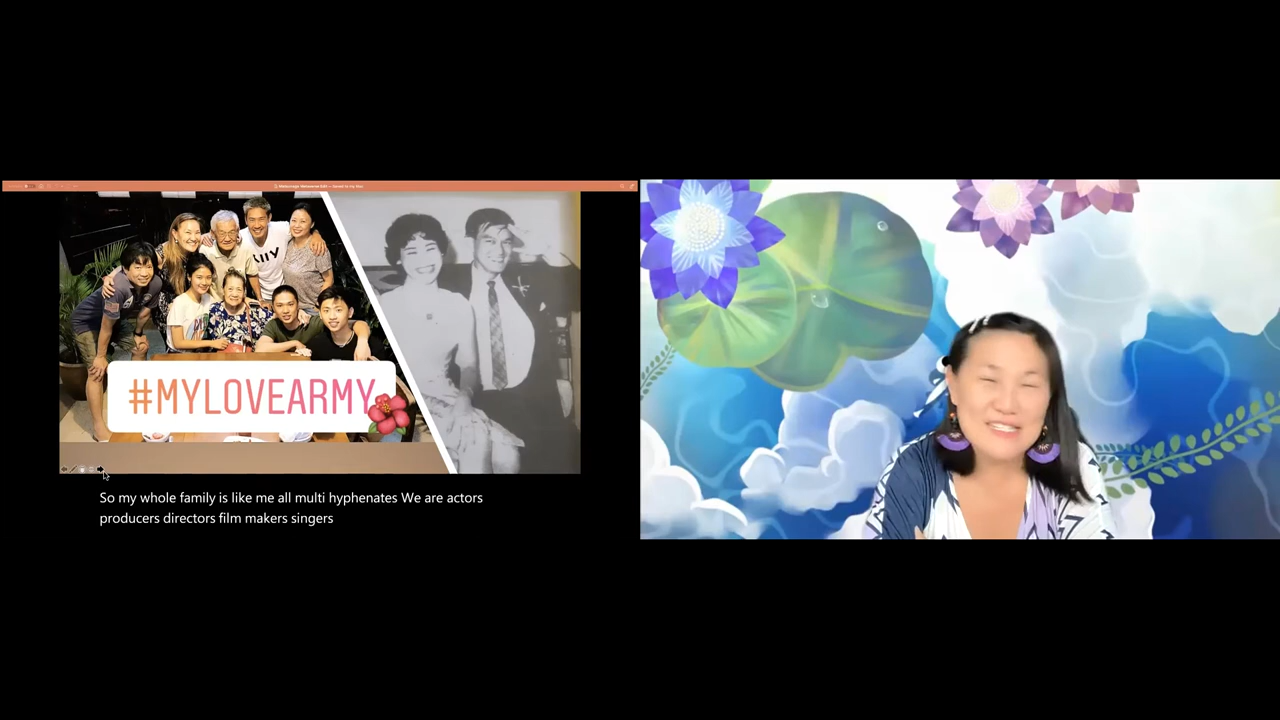 #MYLOVEARMY
So my whole family is like me all multi hyphenates We are actors
producers directors film makers singers